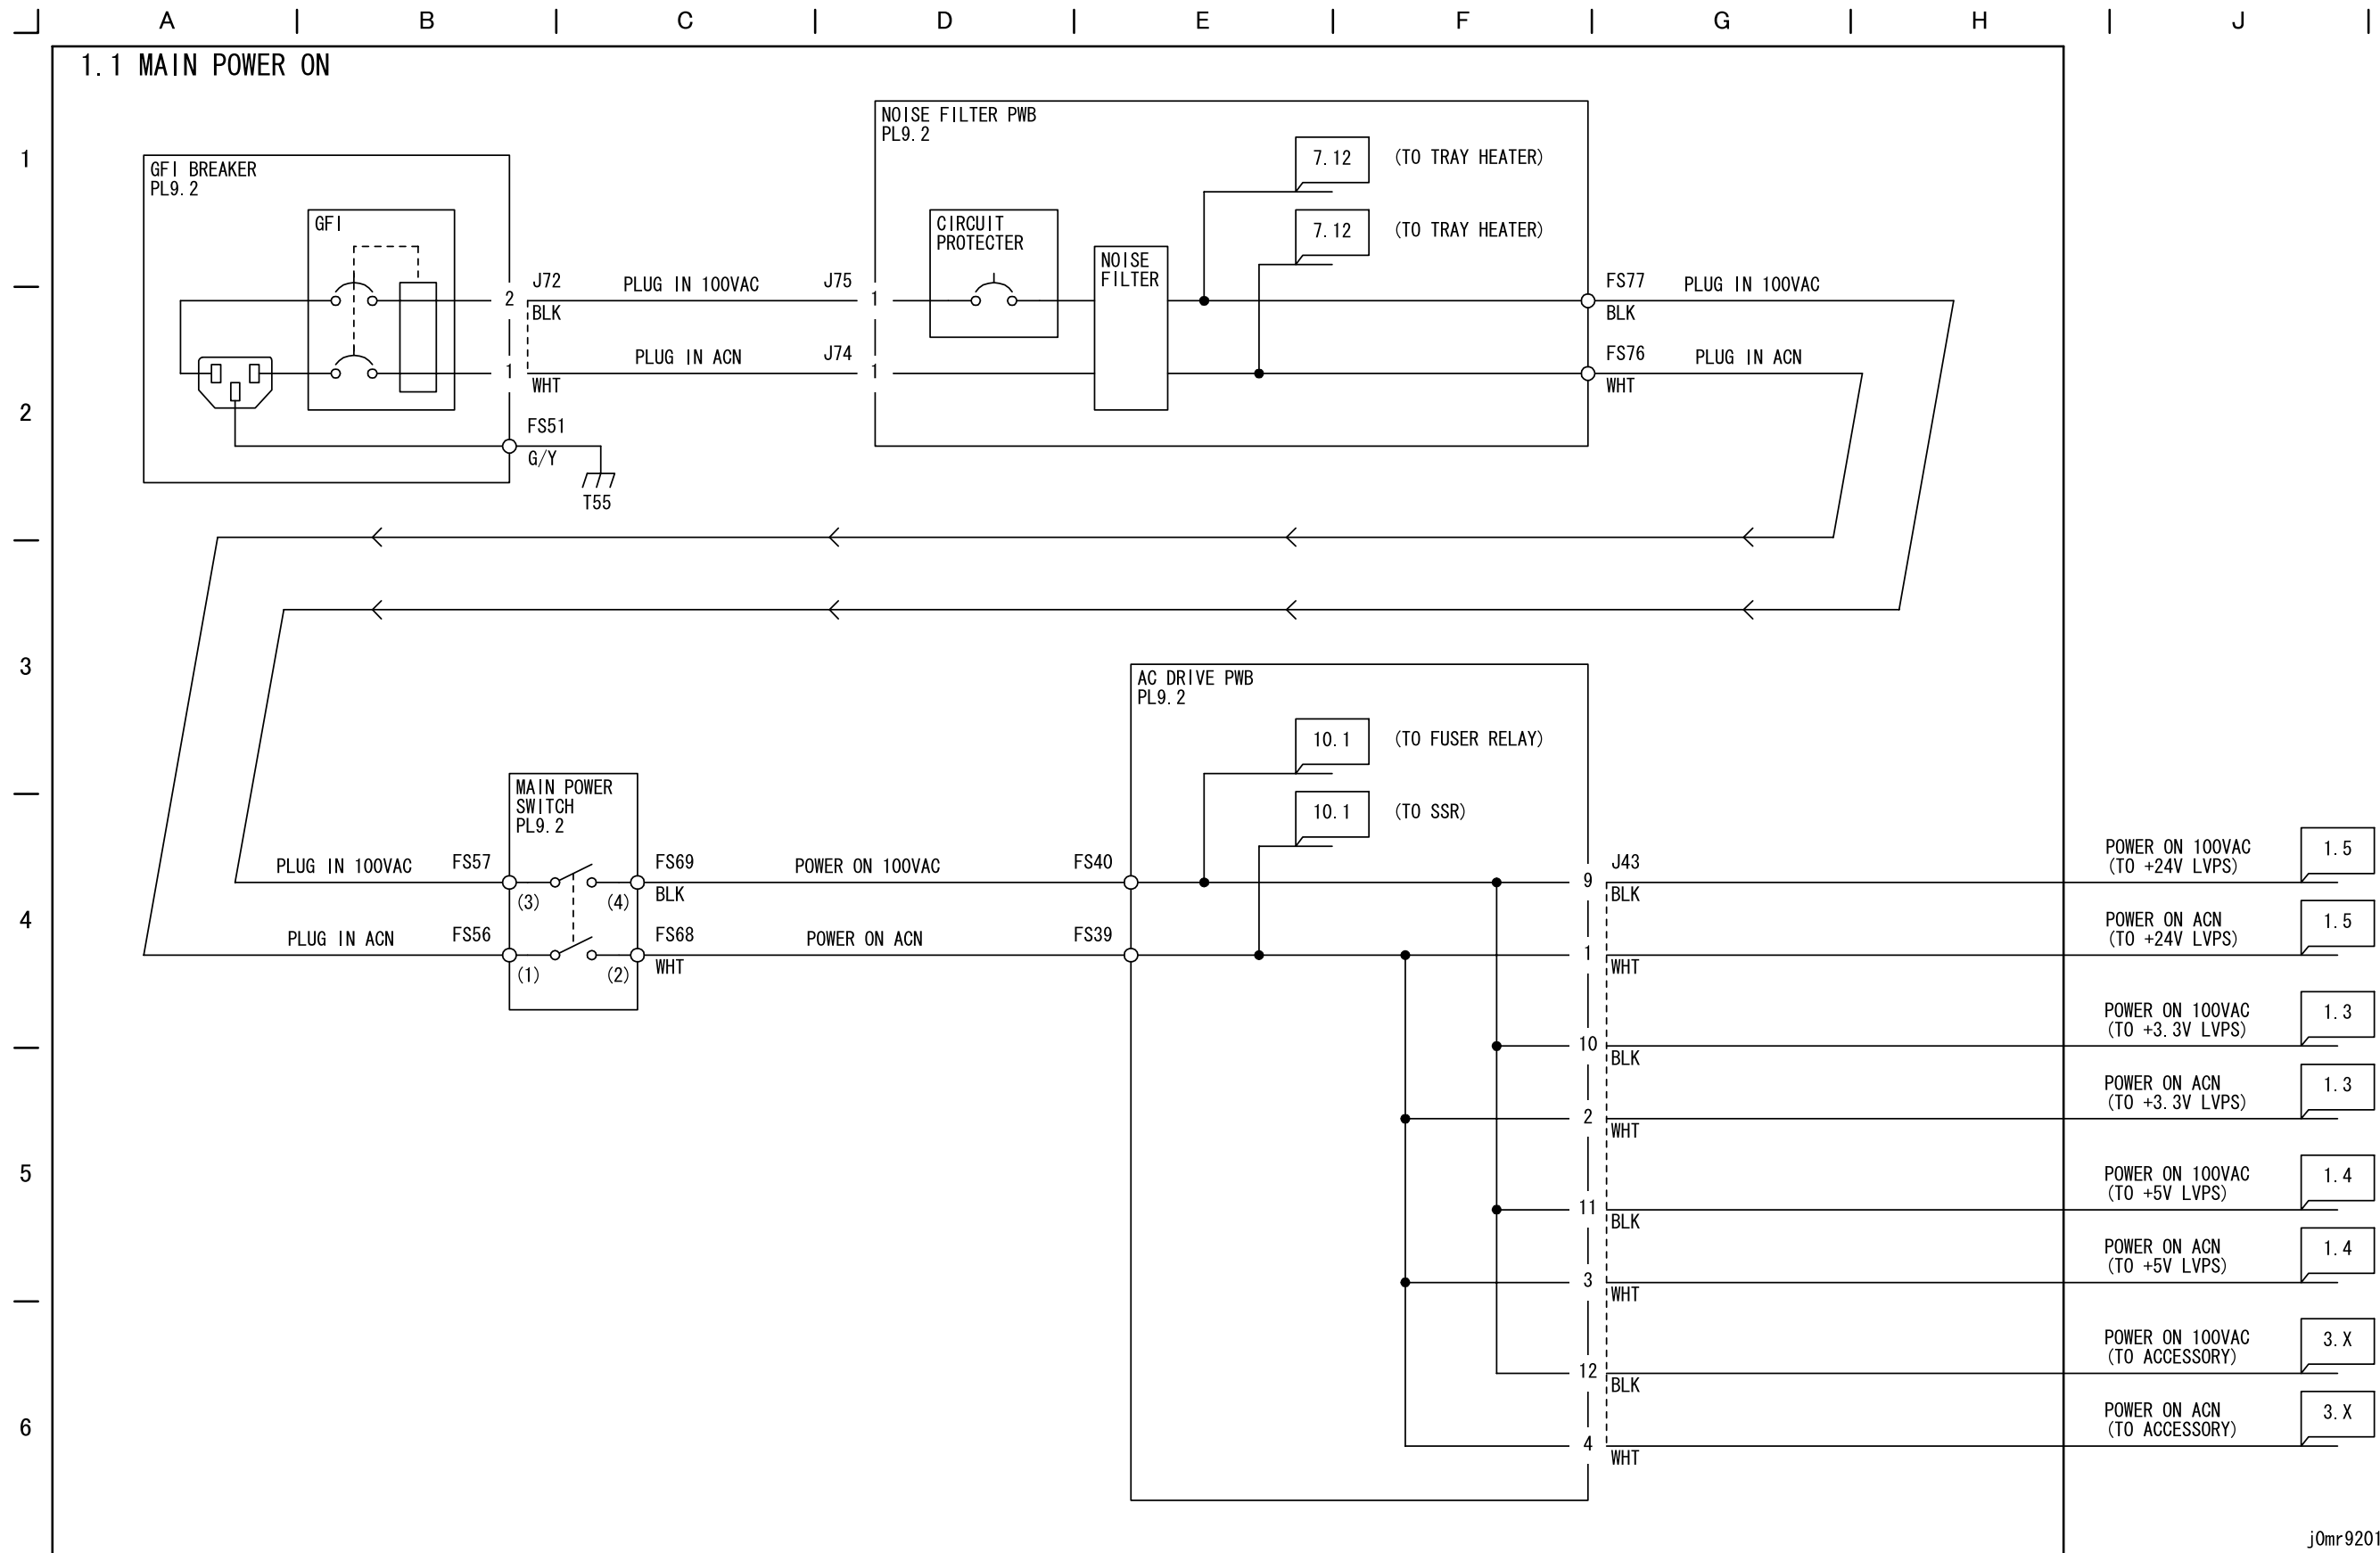 A B C D E F G H J
1.1 MAIN POWER ON
1
2
3
4
5
6
GFI BREAKER
PL9.2
GFI
J72
2
BLK
1
WHT
FS51
G/Y
T55
PLUG IN 100VAC
PLUG IN ACN
J75
1
J74
1
NOISE FILTER PWB
PL9.2
CIRCUIT
PROTECTER
NOISE
FILTER
7.12 (TO TRAY HEATER)
7.12 (TO TRAY HEATER)
FS77
BLK
PLUG IN 100VAC
FS76
WHT
PLUG IN ACN
PLUG IN 100VAC
FS57
PLUG IN ACN
FS56
MAIN POWER
SWITCH
PL9.2
(3) (4)
(1) (2)
FS69
BLK
FS68
WHT
POWER ON 100VAC
POWER ON ACN
FS40
FS39
AC DRIVE PWB
PL9.2
10.1 (TO FUSER RELAY)
10.1 (TO SSR)
J43
9
BLK
1
WHT
10
BLK
2
WHT
11
BLK
3
WHT
12
BLK
4
WHT
POWER ON 100VAC
(TO +24V LVPS)
1.5
POWER ON ACN
(TO +24V LVPS)
1.5
POWER ON 100VAC
(TO +3.3V LVPS)
1.3
POWER ON ACN
(TO +3.3V LVPS)
1.3
POWER ON 100VAC
(TO +5V LVPS)
1.4
POWER ON ACN
(TO +5V LVPS)
1.4
POWER ON 100VAC
(TO ACCESSORY)
3.X
POWER ON ACN
(TO ACCESSORY)
3.X
j0mr9201